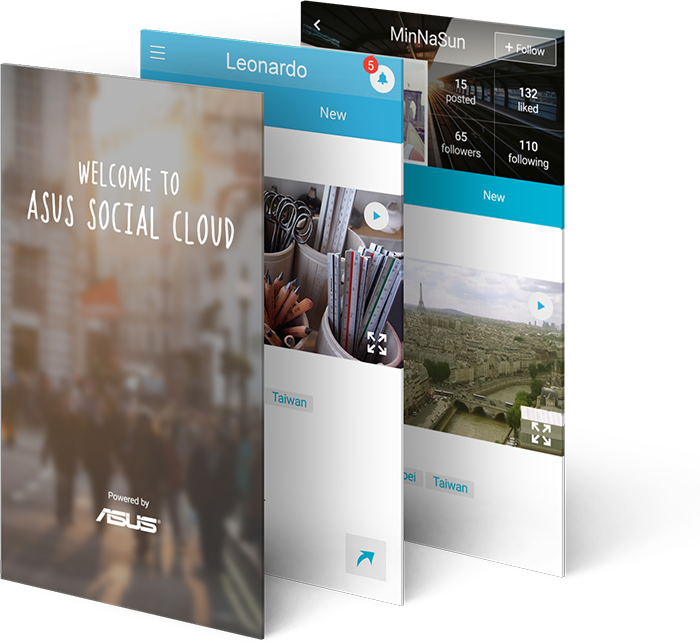 WELCOME TO
ASUS SOCIAL CLOUD
Powered by
ASUS
Leonardo
5
New
Taiwan
MinNaSun
+ Follow
15
posted
132
liked
65
followers
110
following
New
Taiwan